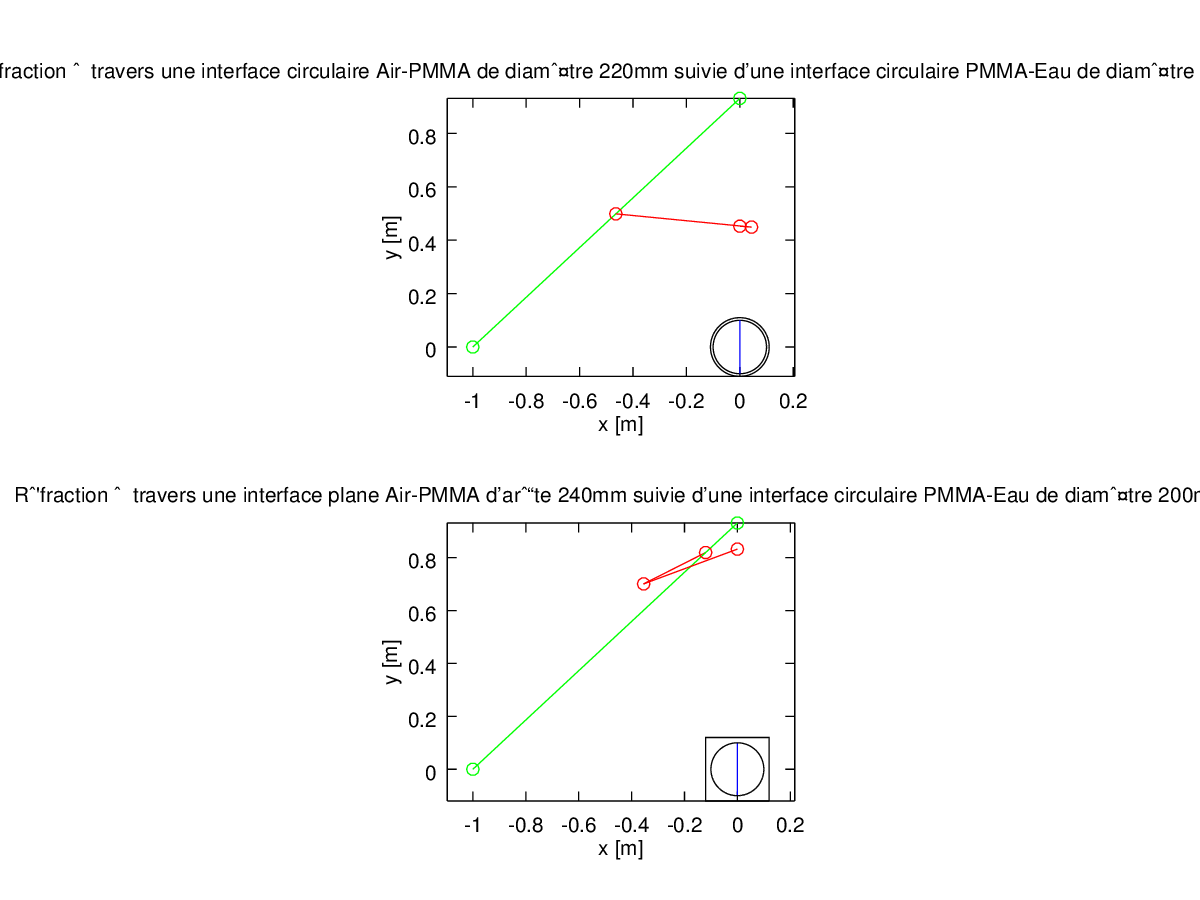 fraction ˆ  travers une interface circulaire Air-PMMA de diamˆ¤tre 220mm suivie d'une interface circulaire PMMA-Eau de diamˆ¤tre
y [m]
0.8
0.6
0.4
0.2
0
-1 -0.8 -0.6 -0.4 -0.2 0 0.2
x [m]
Rˆ'fraction ˆ  travers une interface plane Air-PMMA d'arˆ“te 240mm suivie d'une interface circulaire PMMA-Eau de diamˆ¤tre 200
y [m]
0.8
0.6
0.4
0.2
0
-1 -0.8 -0.6 -0.4 -0.2 0 0.2
x [m]